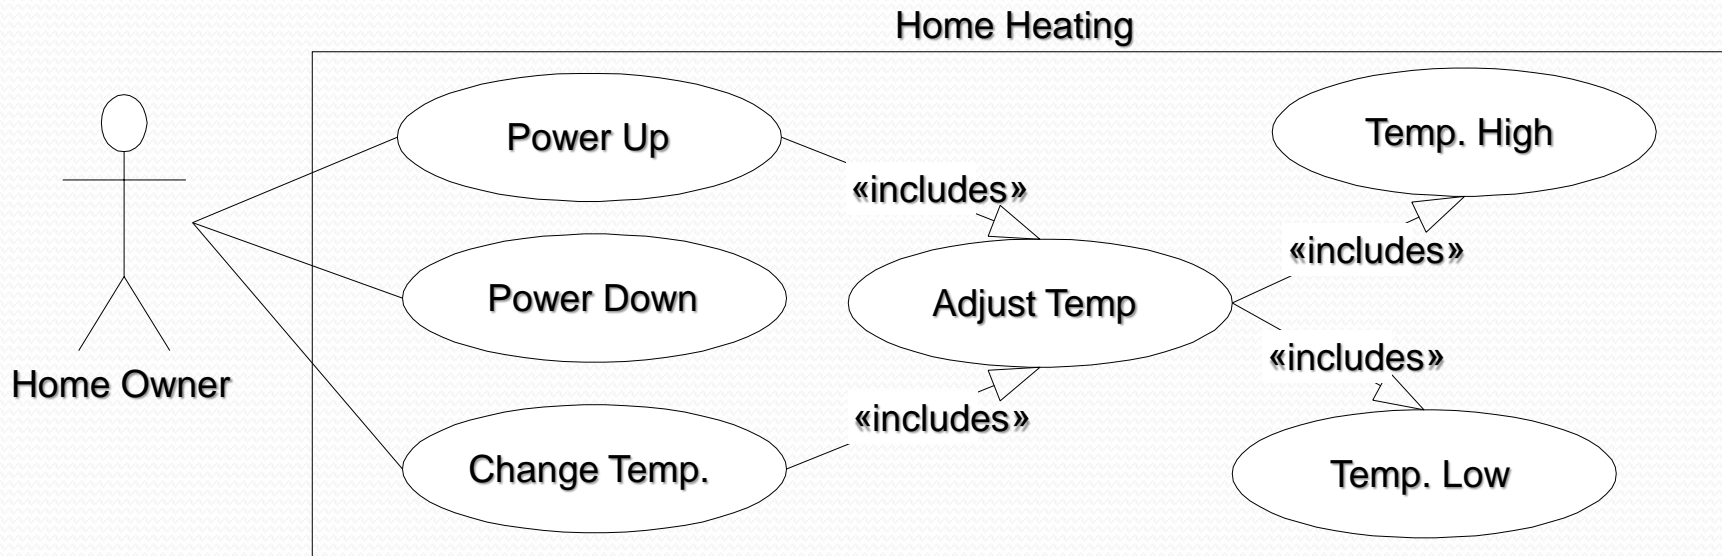 Home Heating
Power Up
Temp. High
«includes»
«includes»
Power Down
Adjust Temp
«includes»
Home Owner
«includes»
Change Temp.
Temp. Low